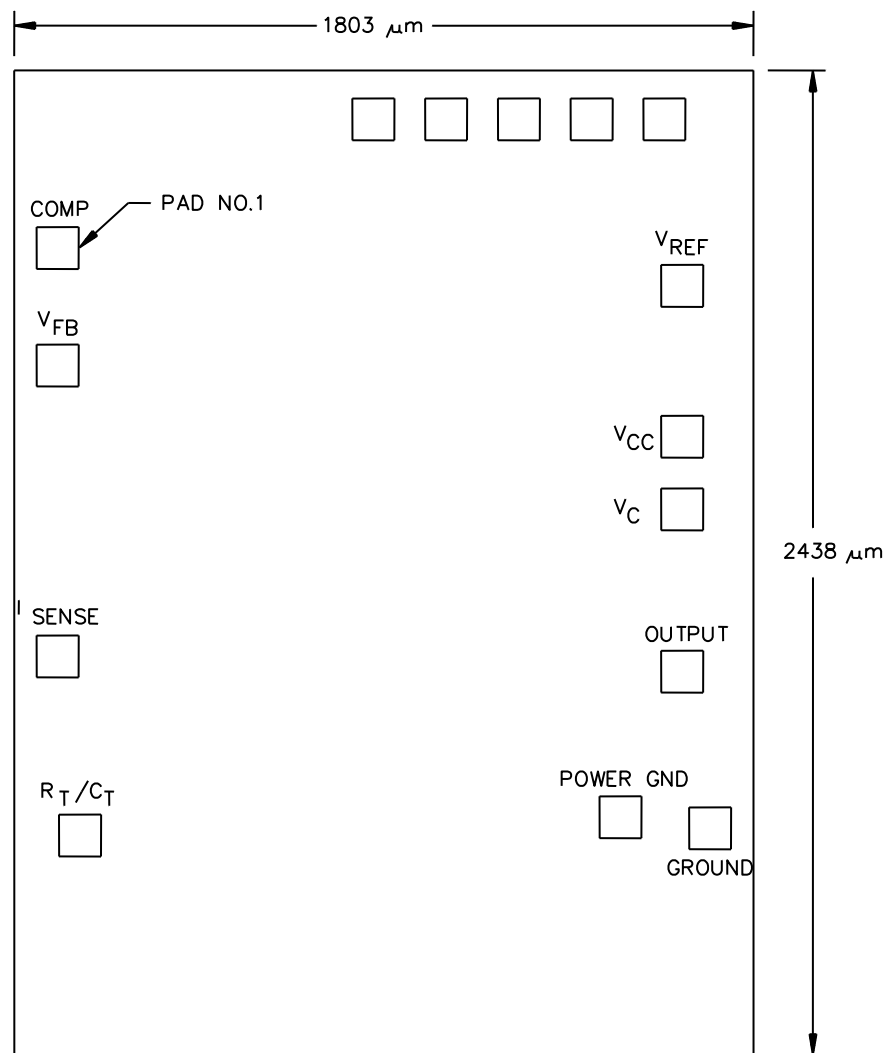 1803 μm
COMP
PAD NO.1
VREF
VFB
VCC
VC
2438 μm
I SENSE
OUTPUT
RT/CT
POWER GND
GROUND